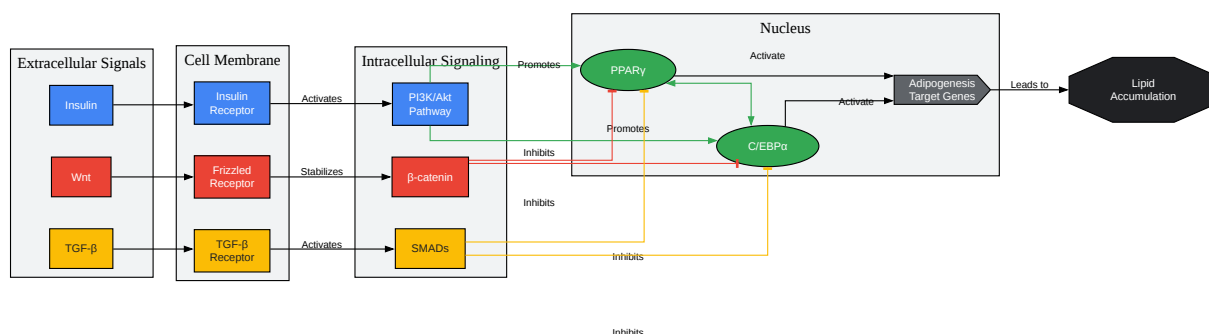 Nucleus
Extracellular Signals
Cell Membrane
Intracellular Signaling
Promotes
PPARγ
Activate
Insulin
Insulin
Receptor
Activates
PI3K/Akt
Pathway
Activate
Adipogenesis
Target Genes
Leads to
Lipid
Accumulation
Promotes
C/EBPα
Inhibits
Wnt
Frizzled
Receptor
Stabilizes
β-catenin
Inhibits
TGF-β
TGF-β
Receptor
Activates
SMADs
Inhibits
Inhibits